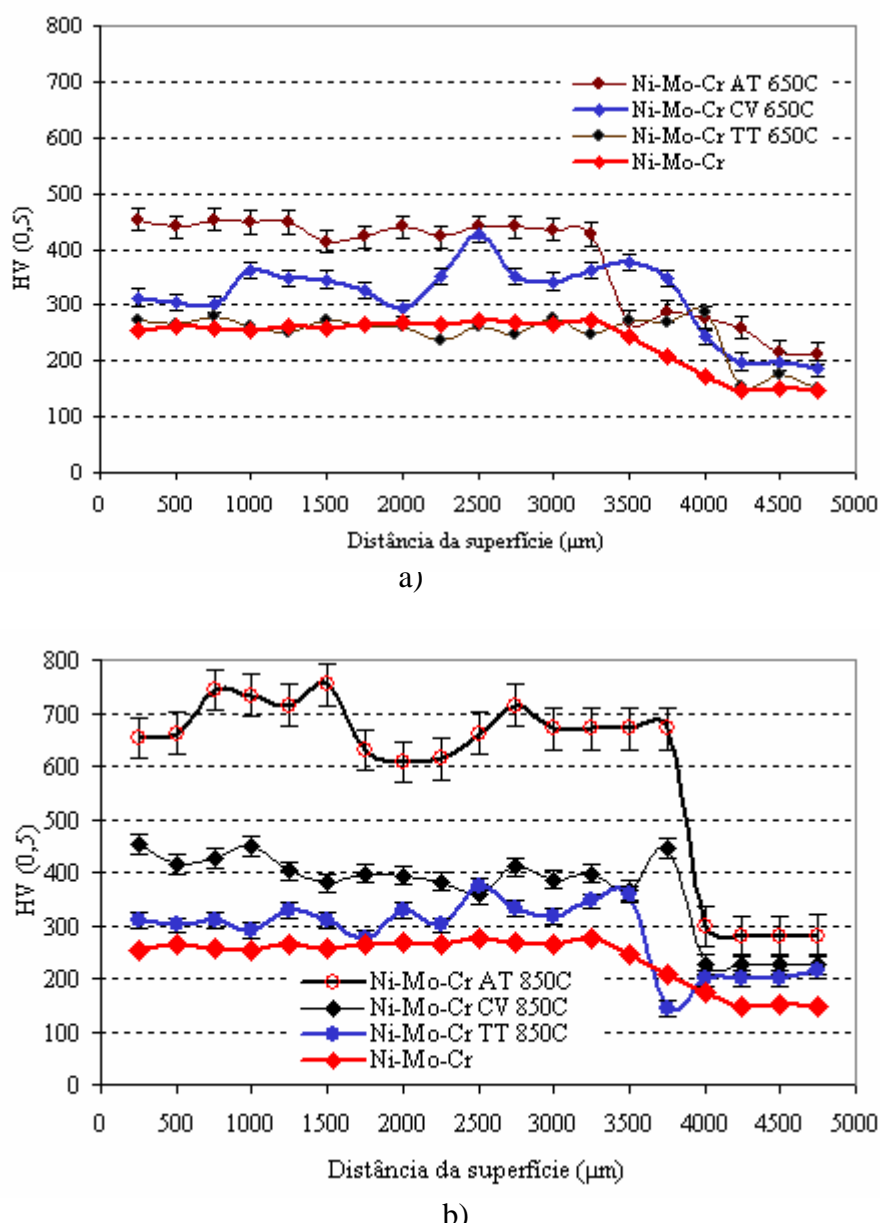 800
700
600
500
400
300
200
100
0
HV (0,5)
Ni-Mo-Cr AT 650C
Ni-Mo-Cr CV 650C
Ni-Mo-Cr TT 650C
Ni-Mo-Cr
0 500 1000 1500 2000 2500 3000 3500 4000 4500 5000
Distância da superfície (μm)
a)
800
700
600
500
400
300
200
100
0
HV (0,5)
Ni-Mo-Cr AT 850C
Ni-Mo-Cr CV 850C
Ni-Mo-Cr TT 850C
Ni-Mo-Cr
0 500 1000 1500 2000 2500 3000 3500 4000 4500 5000
Distância da superfície (μm)
b)